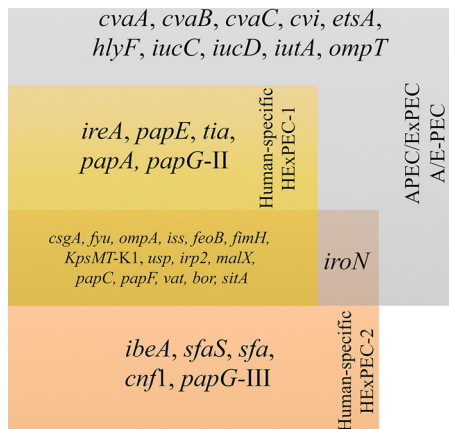 cvaA, cvaB, cvaC, cvi, etsA,
hlyF, iucC, iucD, iutA, ompT
APEC/ExPEC
A/E-PEC
ireA, papE, tia,
papA, papG-II
Human-specific
HExPEC-1
csgA, fyu, ompA, iss, feoB, fimH,
KpsMT-K1, usp, irp2, malX,
papC, papF, vat, bor, sitA
iroN
ibeA, sfaS, sfa,
cnf1, papG-III
Human-specific
HExPEC-2